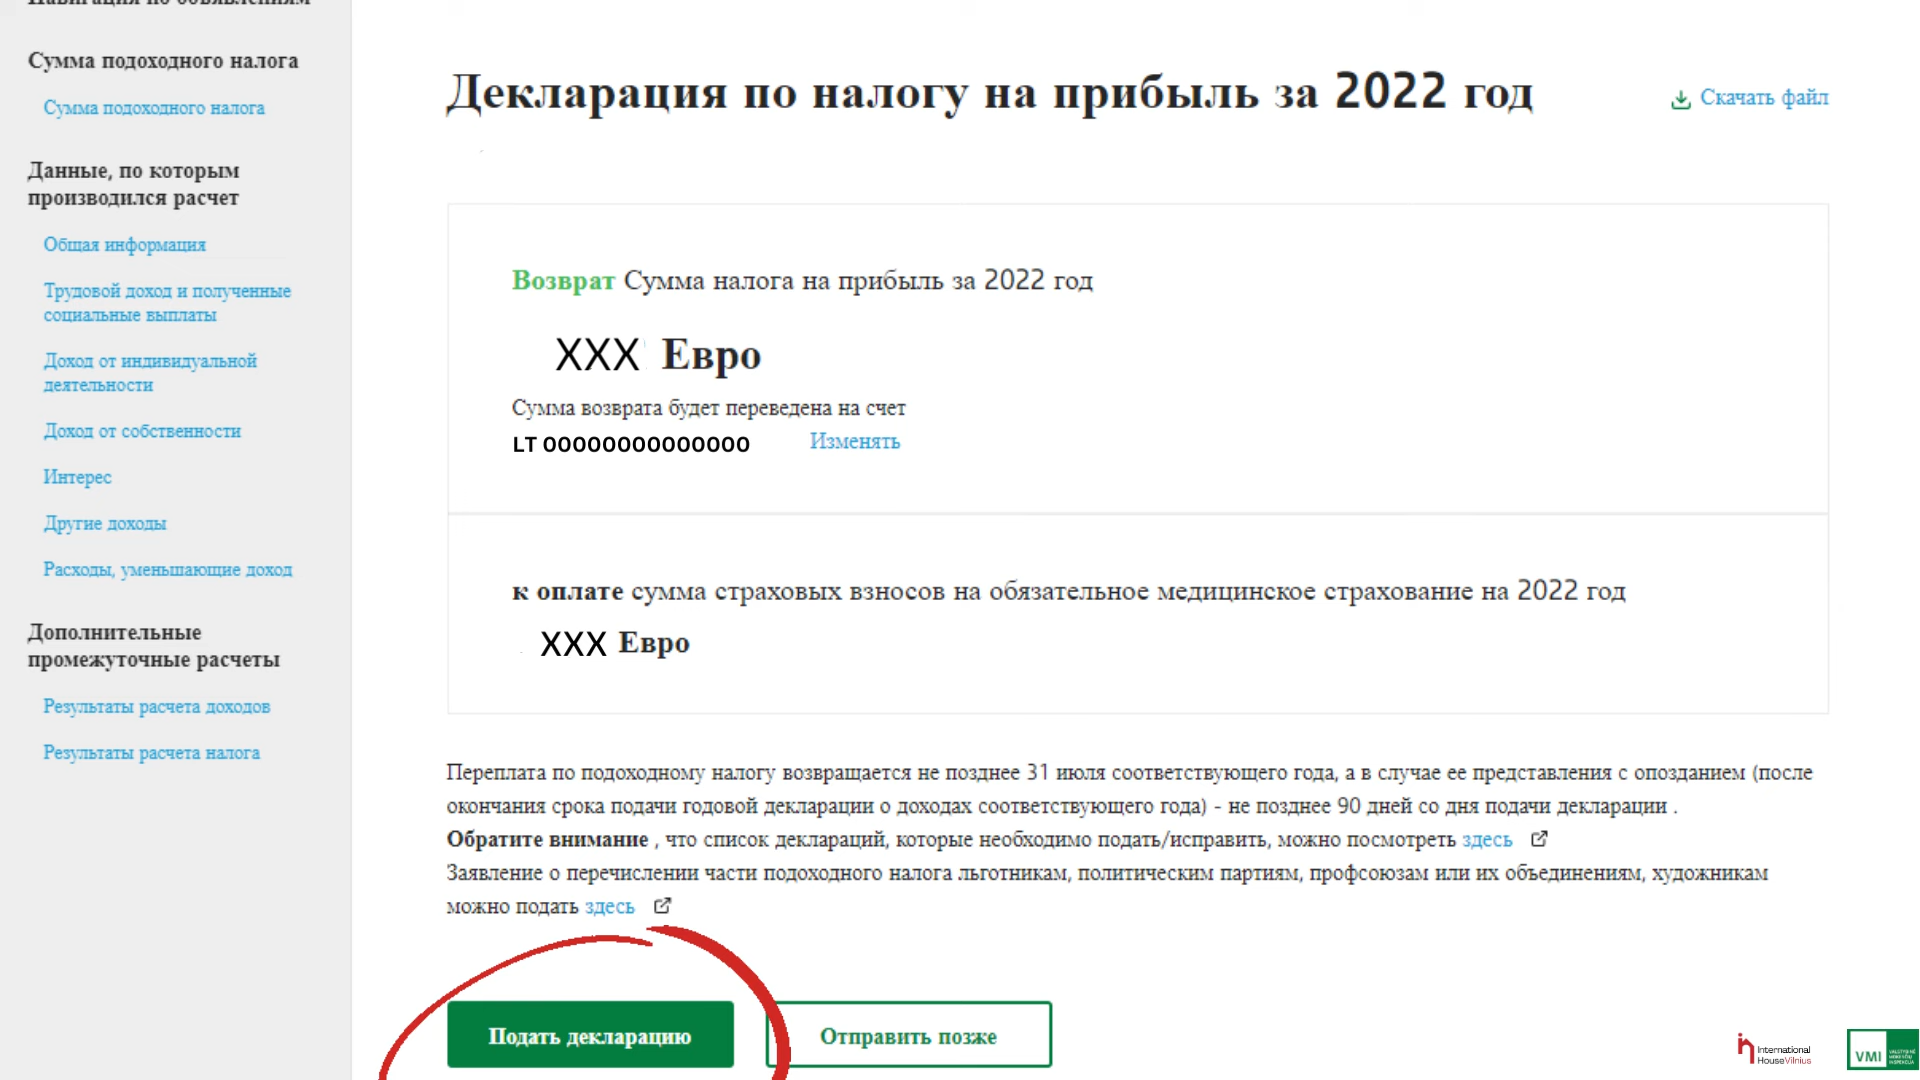 Навигация по объявлениям
Сумма подоходного налога
Сумма подоходного налога
Данные, по которым
производился расчет
Общая информация
Трудовой доход и полученные
социальные выплаты
Доход от индивидуальной
деятельности
Доход от собственности
Интерес
Другие доходы
Расходы, уменьшающие доход
Дополнительные
промежуточные расчеты
Результаты расчета доходов
Результаты расчета налога
Декларация по налогу на прибыль за 2022 год
Скачать файл
Возврат Сумма налога на прибыль за 2022 год
XXX Евро
Сумма возврата будет переведена на счет
LT 00000000000000
Изменять
к оплате сумма страховых взносов на обязательное медицинское страхование на 2022 год
XXX Евро
Переплата по подоходному налогу возвращается не позднее 31 июля соответствующего года, а в случае ее представления с опозданием (после
окончания срока подачи годовой декларации о доходах соответствующего года) - не позднее 90 дней со дня подачи декларации .
Обратите внимание , что список деклараций, которые необходимо подать/исправить, можно посмотреть здесь
Заявление о перечислении части подоходного налога льготникам, политическим партиям, профсоюзам или их объединениям, художникам
можно подать здесь
Подать декларацию
Отправить позже
in International
HouseVilnius
VMI